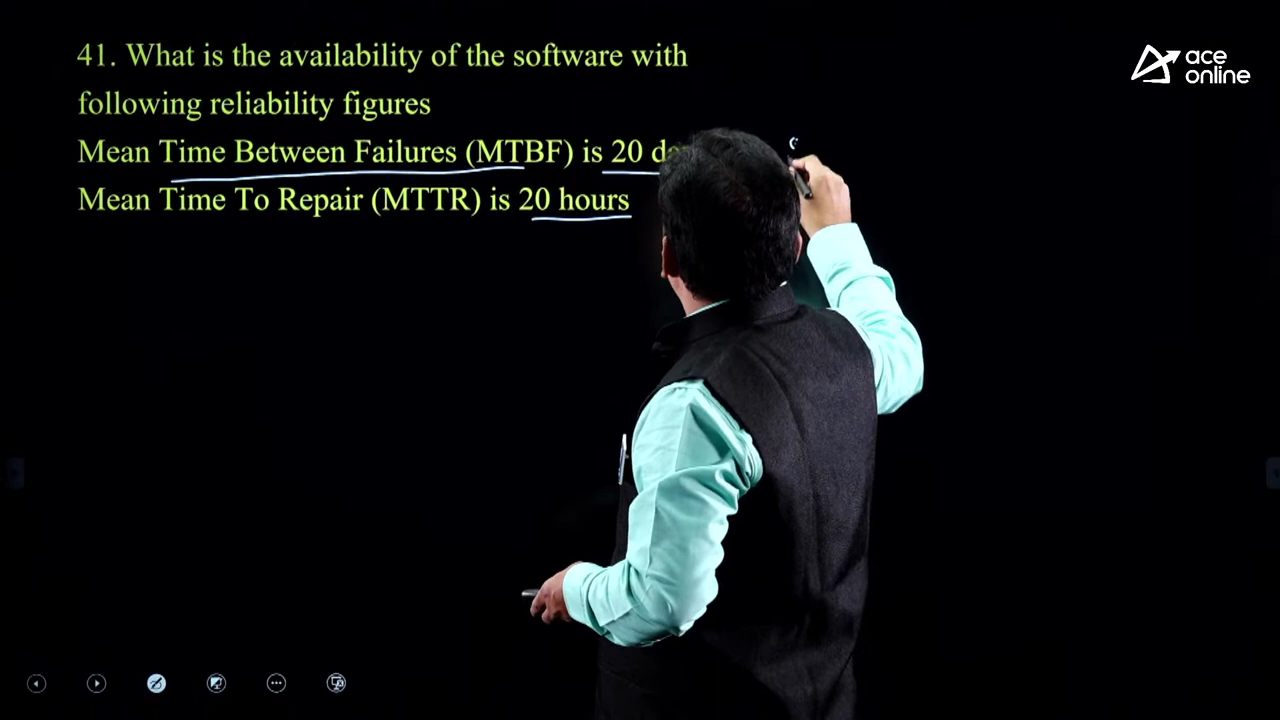 41. What is the availability of the software with
following reliability figures
Mean Time Between Failures (MTBF) is 20
Mean Time To Repair (MTTR) is 20 hours
ace
online